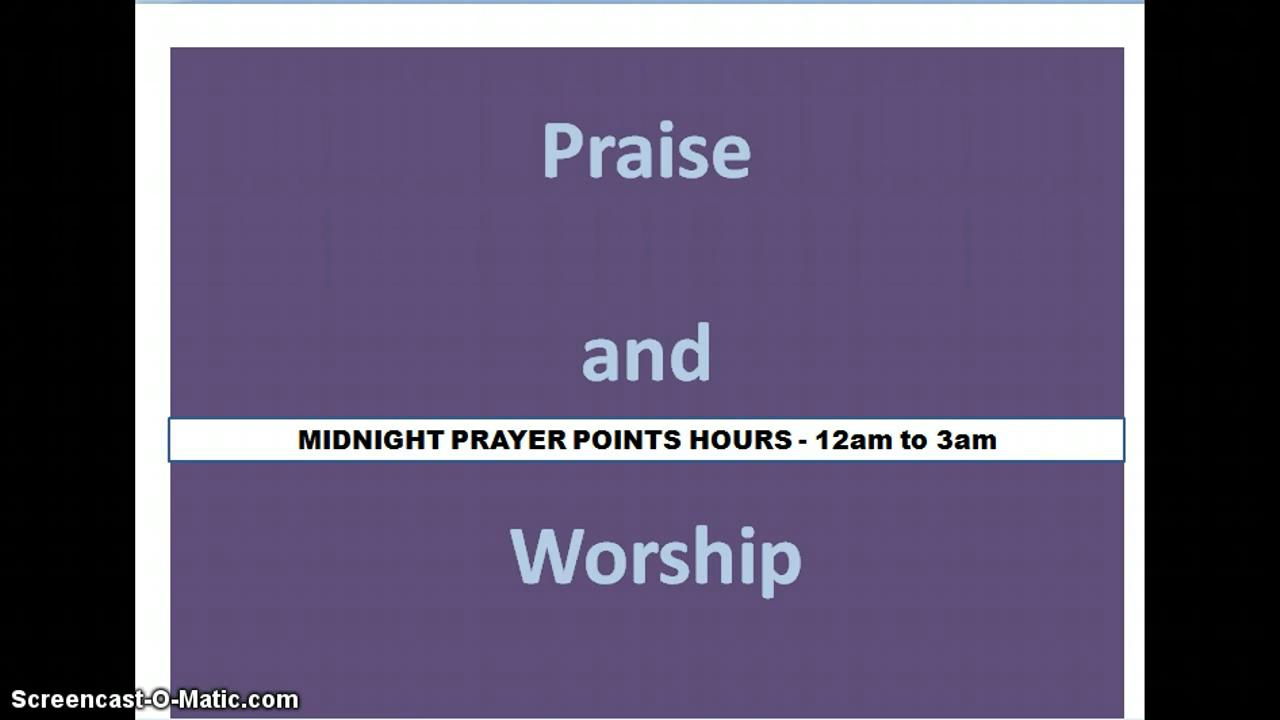 Praise
and
MIDNIGHT PRAYER POINTS HOURS - 12am to 3am
Worship
Screencast-O-Matic.com